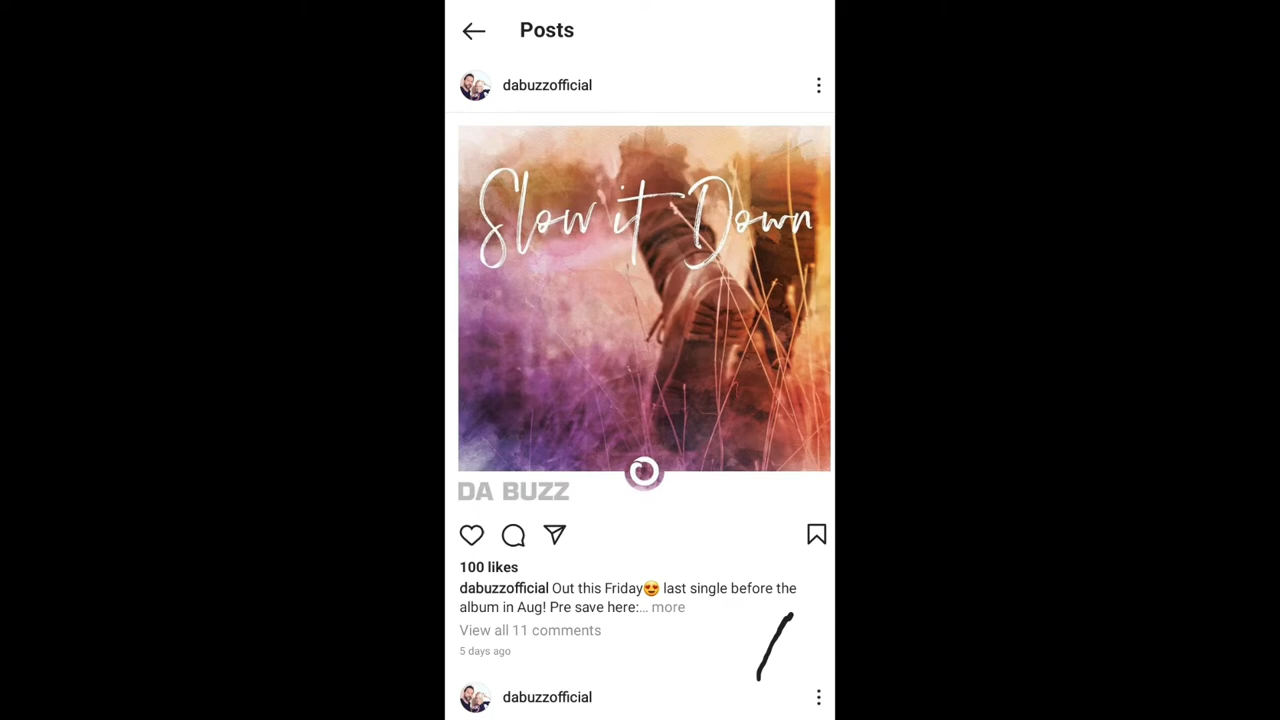 Posts
dabuzzofficial
Slow it Down
DA BUZZ
100 likes
dabuzzofficial Out this Friday😍 last single before the
album in Aug! Pre save here:... more
View all 11 comments
5 days ago
dabuzzofficial